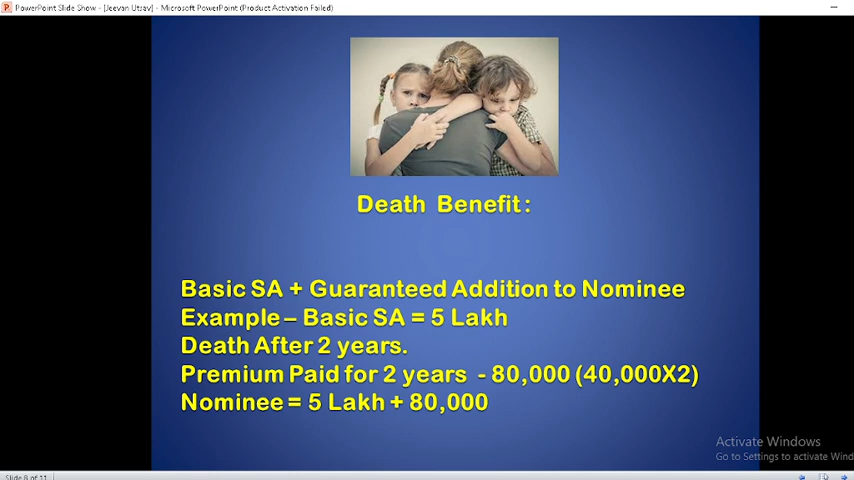 PowerPoint Slide Show - [Jeevan Utsav] - Microsoft PowerPoint (Product Activation Failed)
Death Benefit :
Basic SA + Guaranteed Addition to Nominee
Example – Basic SA = 5 Lakh
Death After 2 years.
Premium Paid for 2 years - 80,000 (40,000X2)
Nominee = 5 Lakh + 80,000
Activate Windows
Go to Settings to activate Wind
Slide 8 of 11